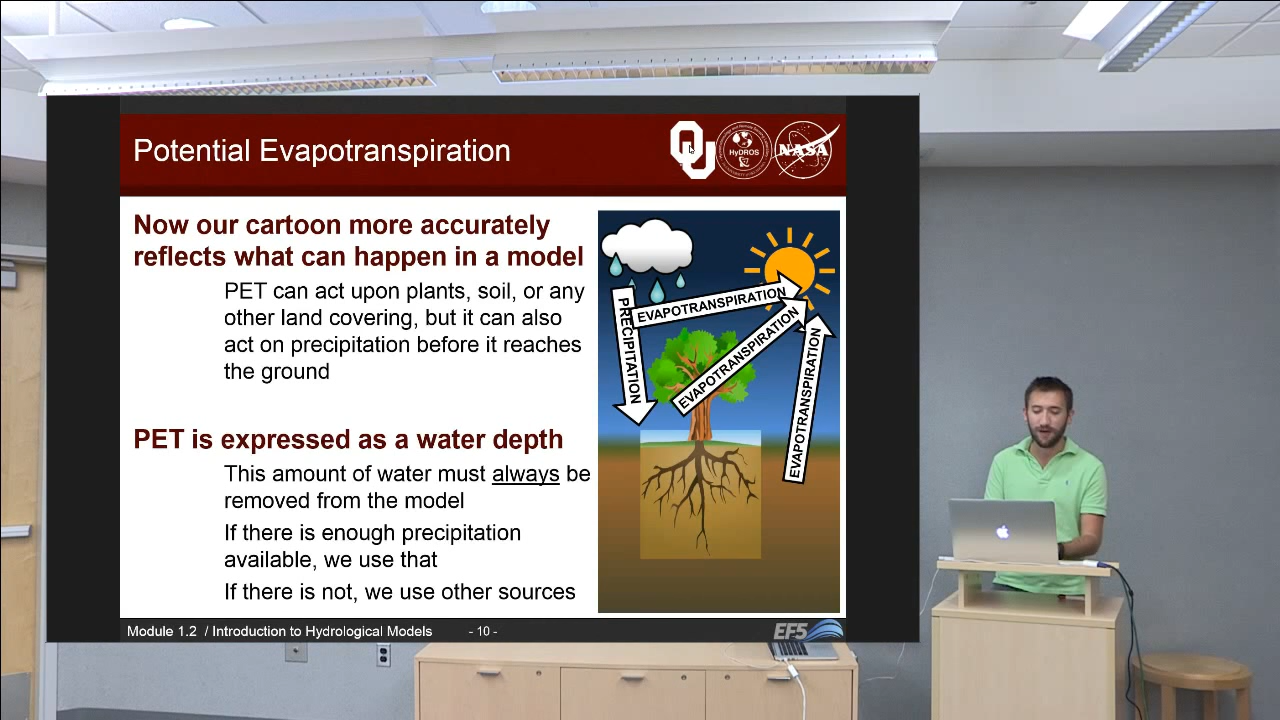 Potential Evapotranspiration
OU
HyDROS
NASA
Now our cartoon more accurately
reflects what can happen in a model
PET can act upon plants, soil, or any
other land covering, but it can also
act on precipitation before it reaches
the ground
PET is expressed as a water depth
This amount of water must always be
removed from the model
If there is enough precipitation
available, we use that
If there is not, we use other sources
PRECIPITATION
EVAPOTRANSPIRATION
EVAPOTRANSPIRATION
EVAPOTRANSPIRATION
Module 1.2 / Introduction to Hydrological Models
- 10 -
EF5